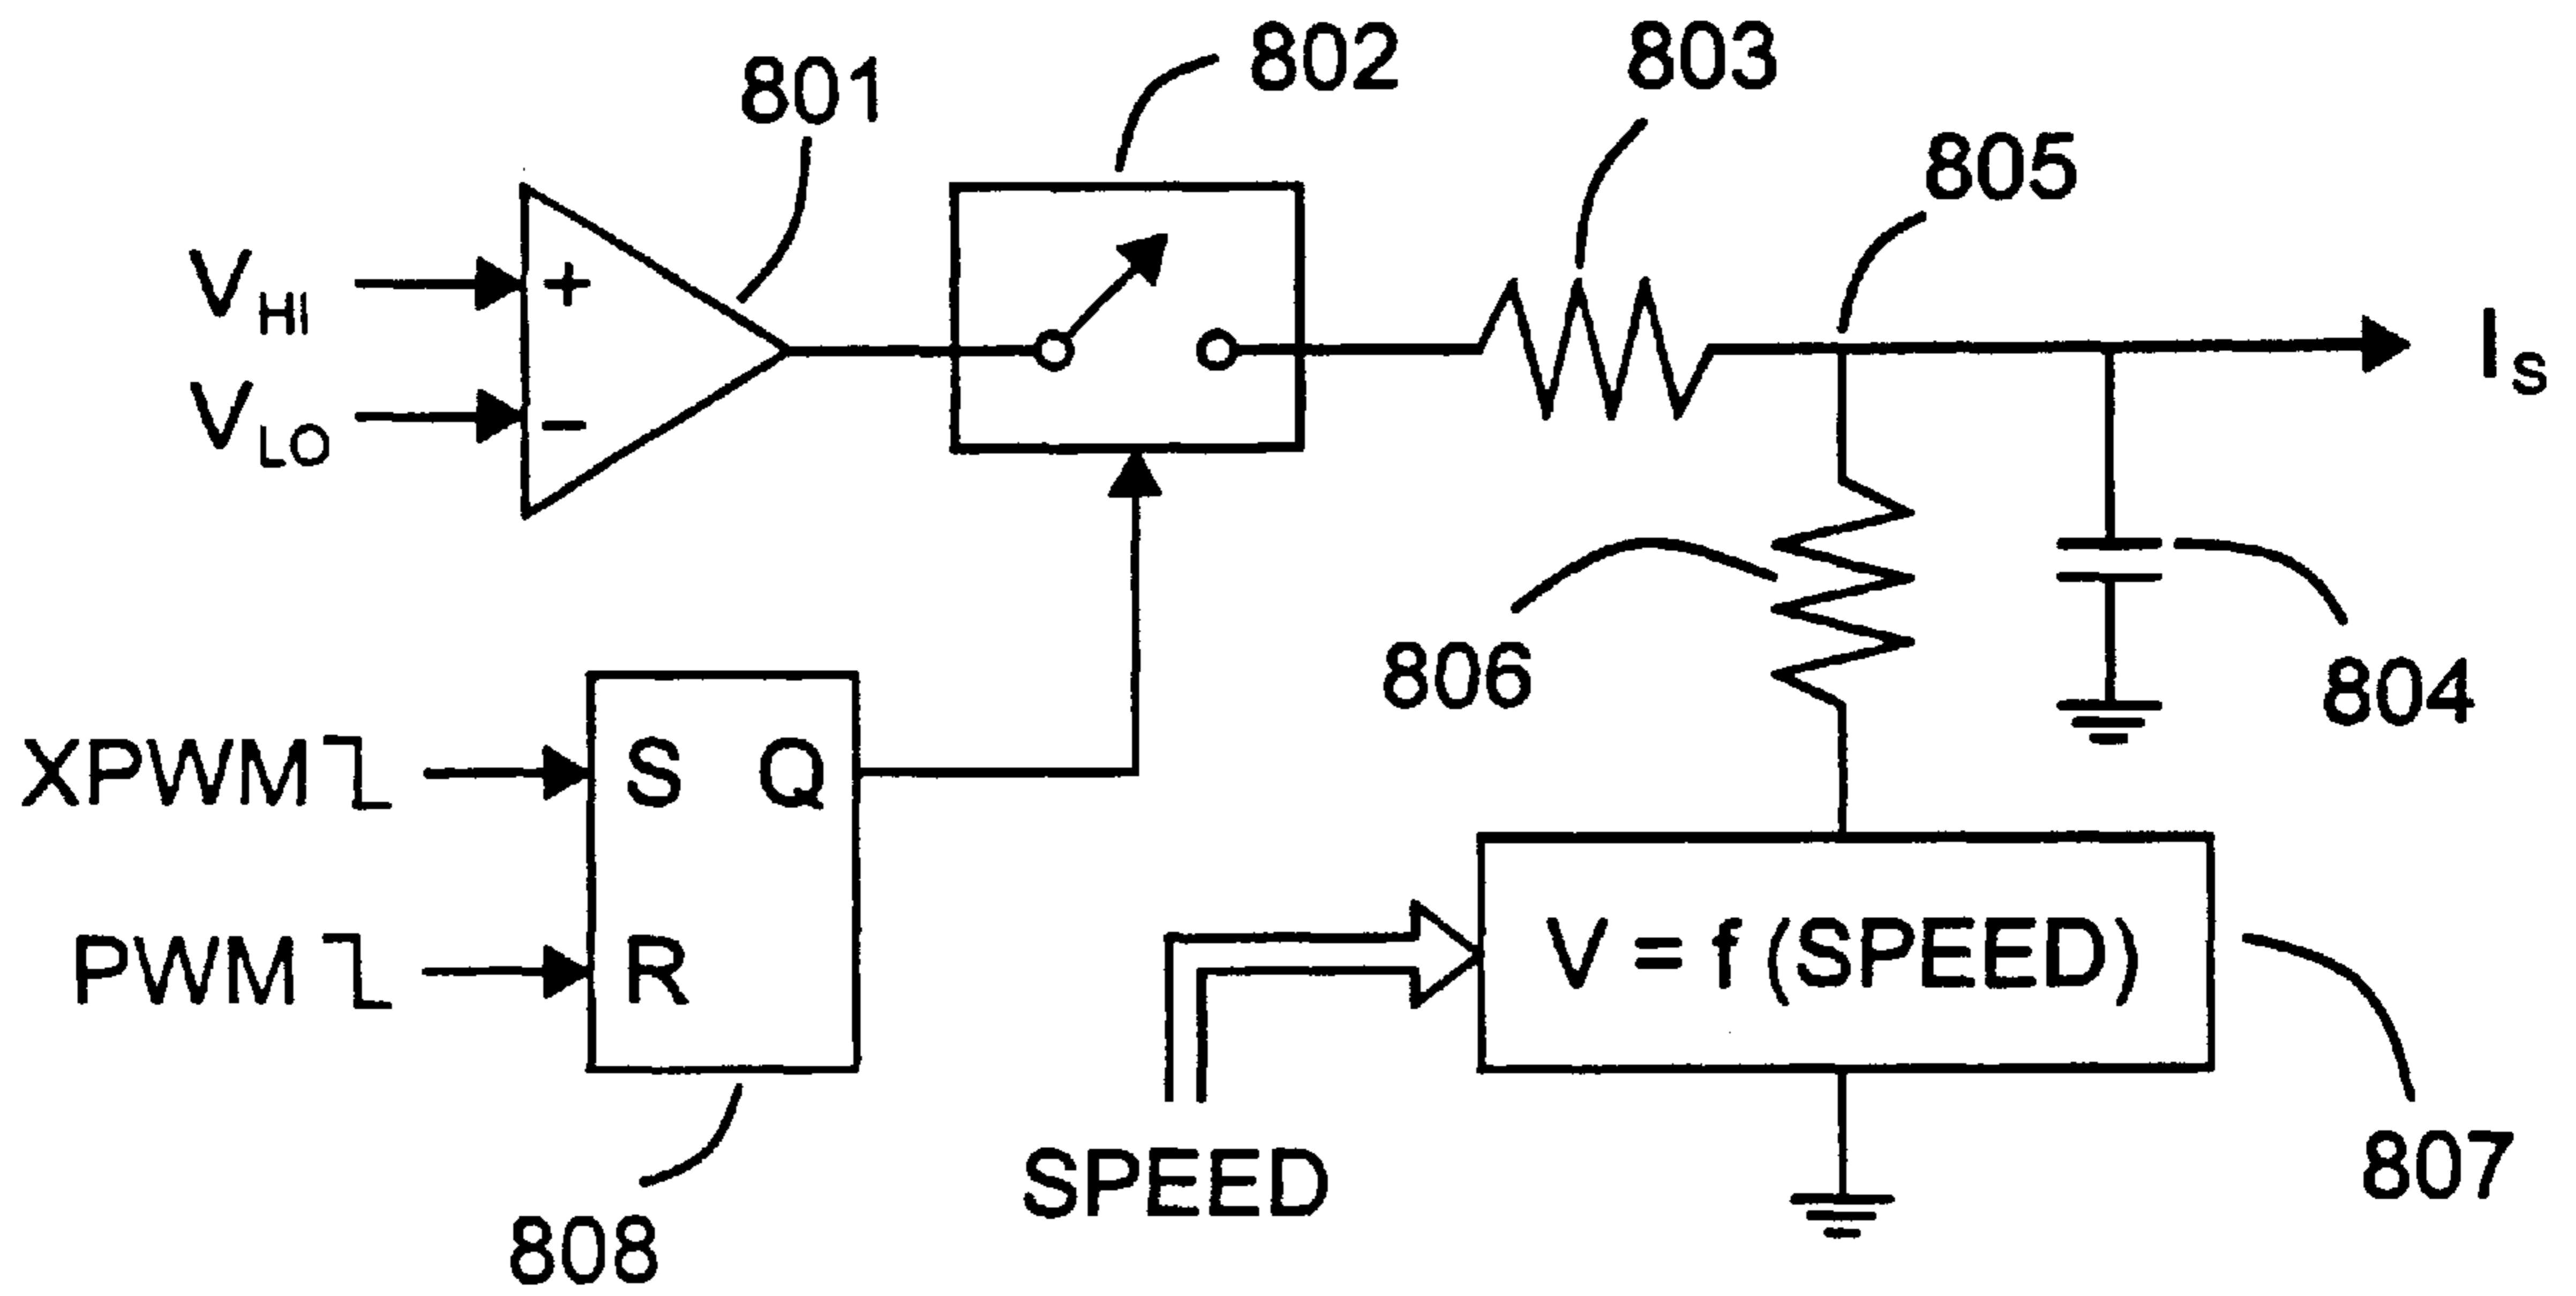 802
803
801
805
V HI
+
V LO
−
I S
806
804
XPWM
S Q
PWM
R
V = f (SPEED)
SPEED
807
808